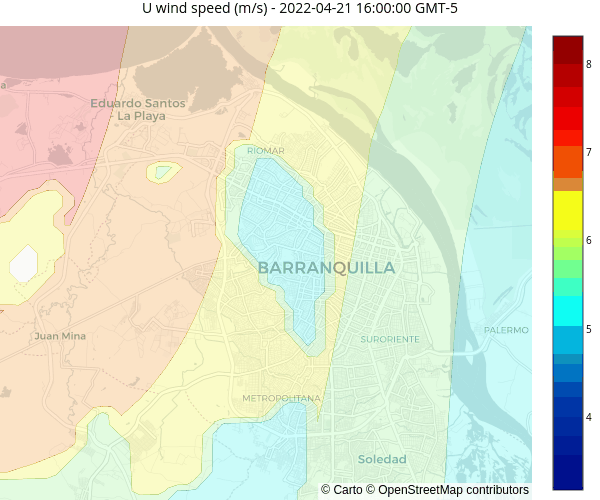 U wind speed (m/s) - 2022-04-21 16:00:00 GMT-5
8
a
Eduardo Santos
- La Playa
7
RIOMAR
6
BARRANQUILLA
5
PALERMO
Juan Mina
SURORIENTE
4
METROPOLITANA
Soledad
© Carto © OpenStreetMap contributors